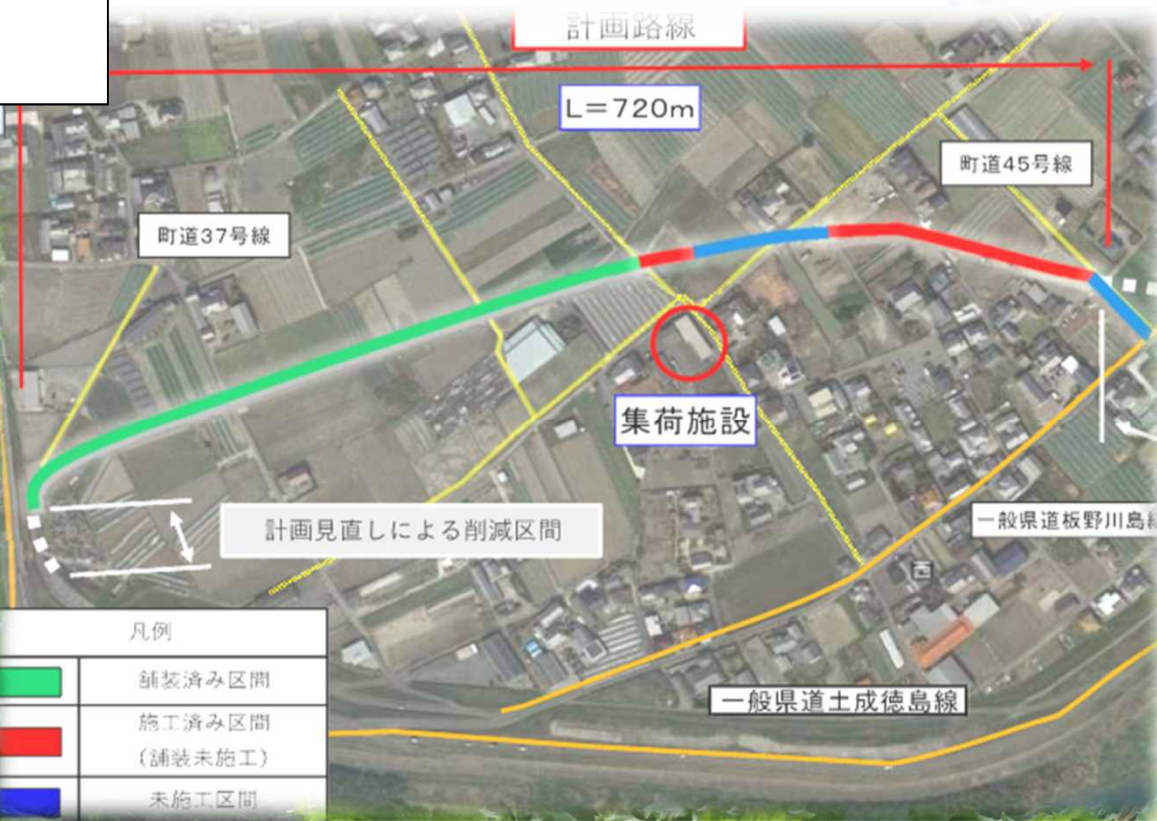 計画路線
L=720m
町道45号線
町道37号線
集荷施設
計画見直しによる削減区間
一般県道板野川島
西
一般県道土成徳島線
凡例
舗装済み区間
施工済み区間
(舗装未施工)
未施工区間